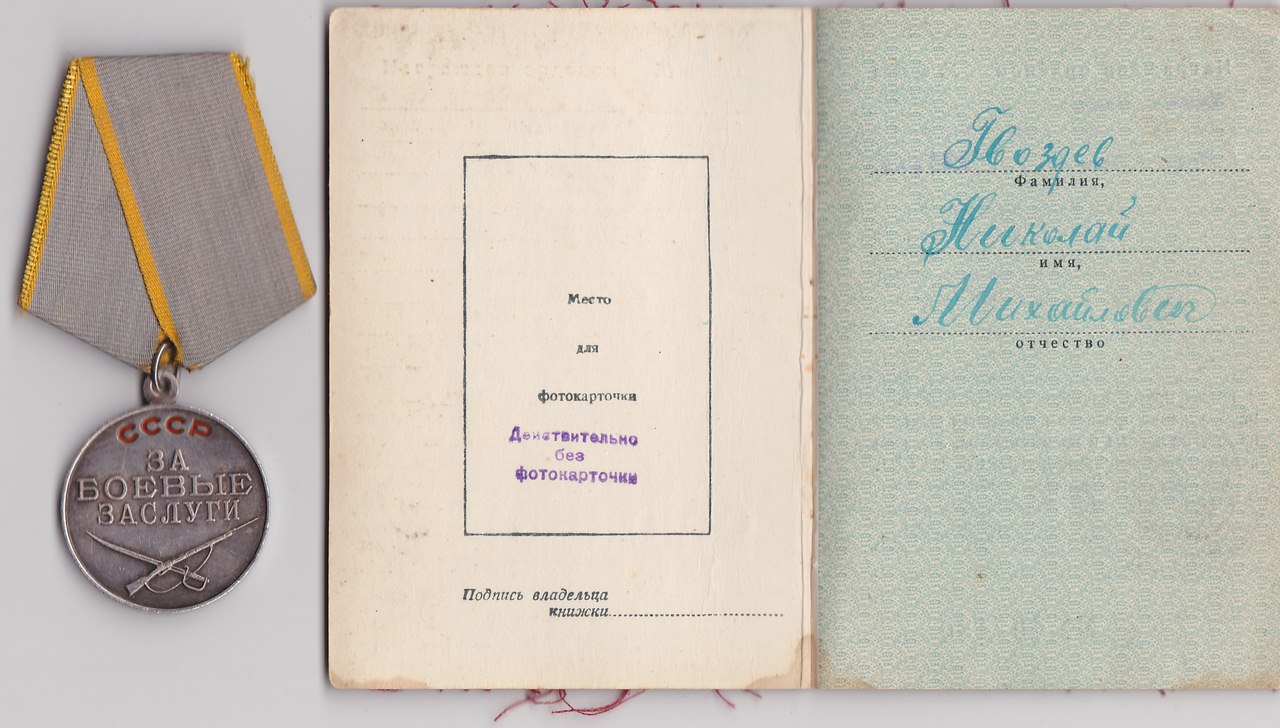 СССР
ЗА
БОЕВЫЕ
ЗАСЛУГИ
Место
для
фотокарточки
Действительно
без
фотокарточки
Подпись владельца
книжки
Гвоздев
Фамилия,
Николай
имя,
Михайлович
отчество